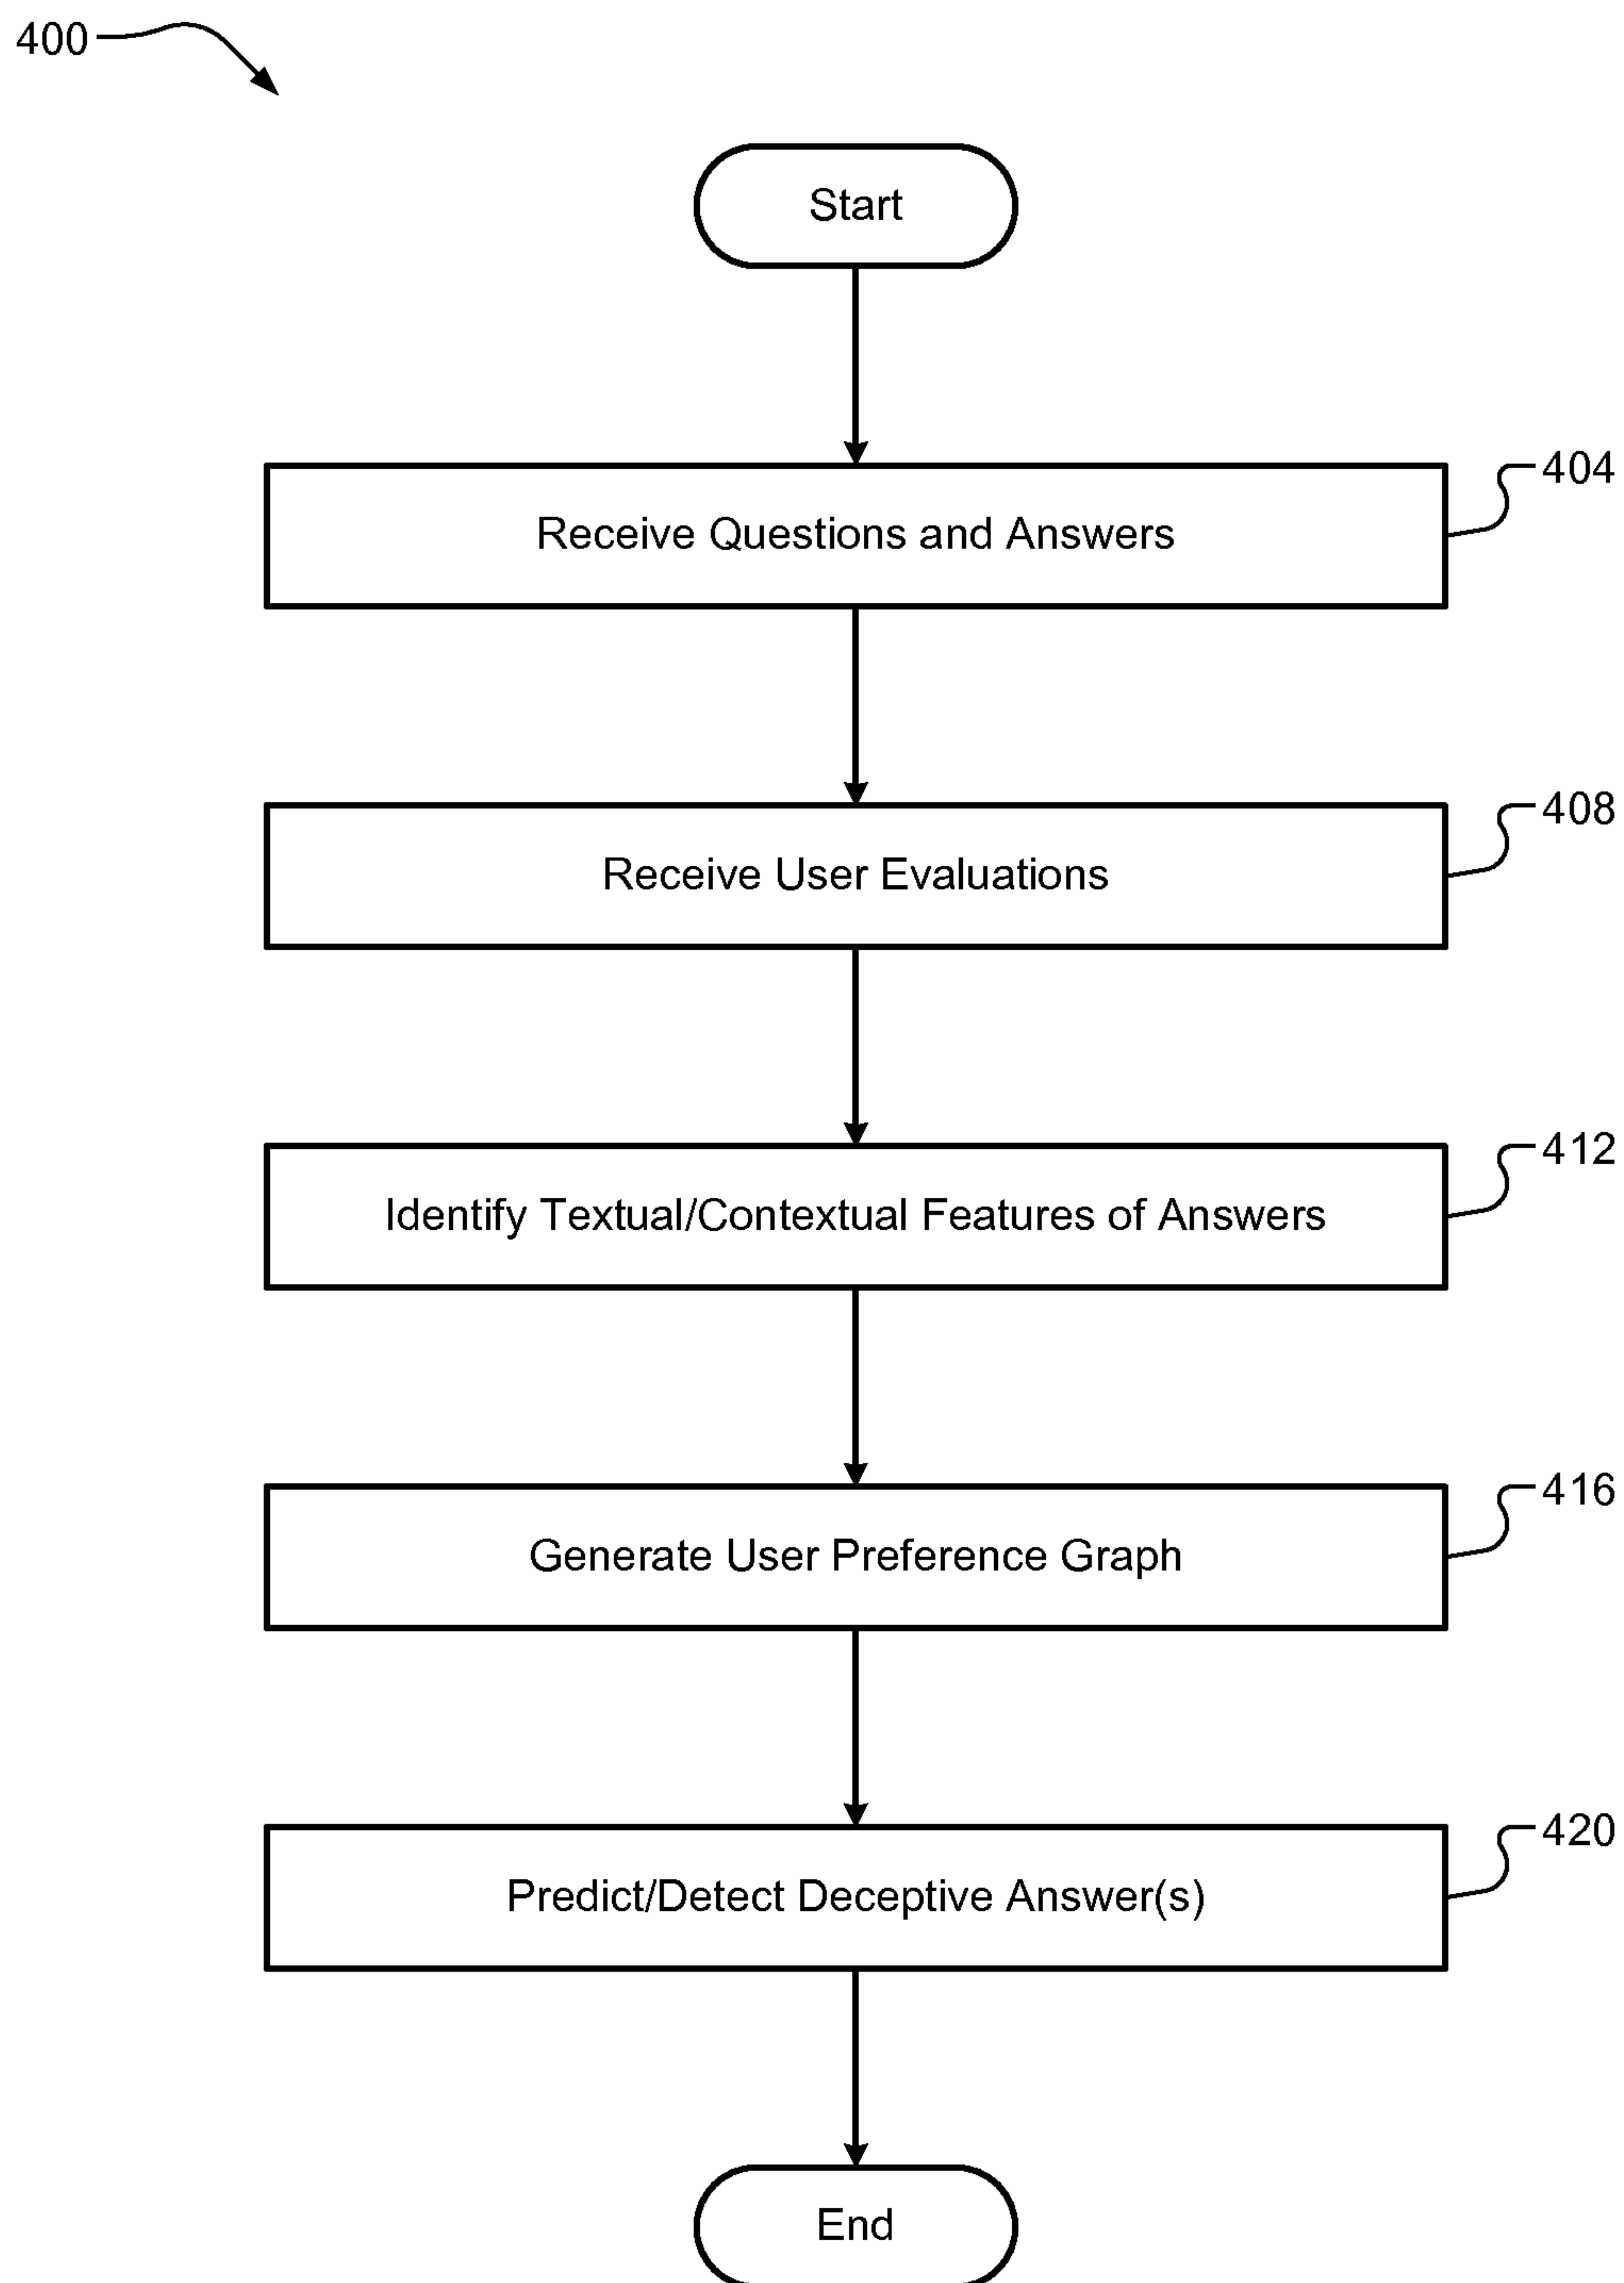 400
Start
Receive Questions and Answers
404
Receive User Evaluations
408
Identify Textual/Contextual Features of Answers
412
Generate User Preference Graph
416
Predict/Detect Deceptive Answer(s)
420
End